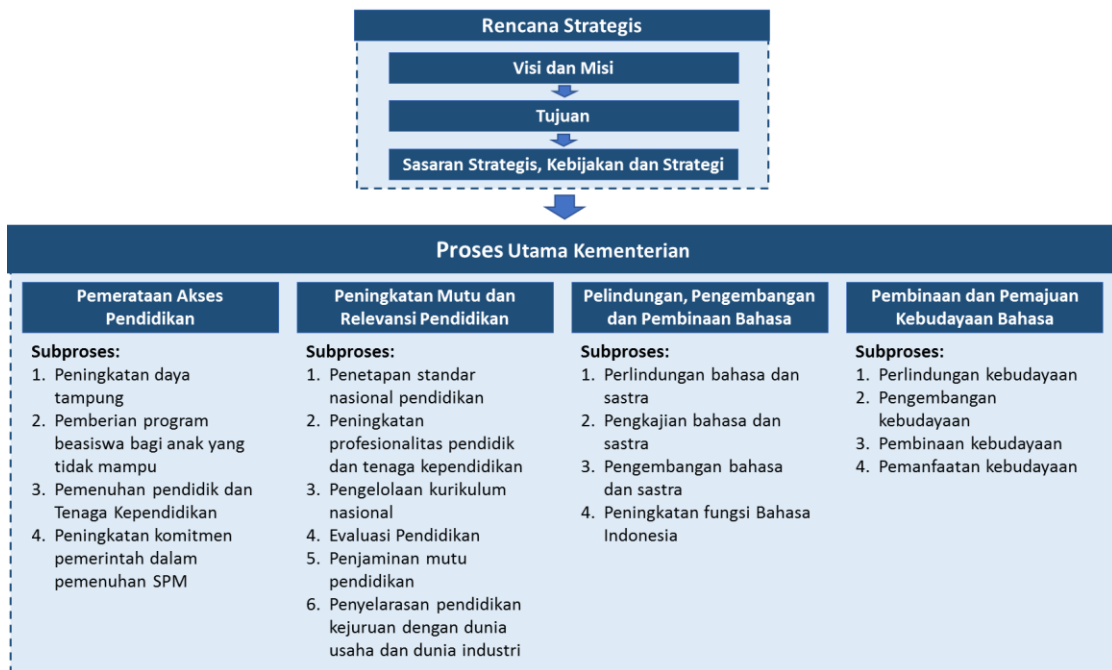 Rencana Strategis
Visi dan Misi
Tujuan
Sasaran Strategis, Kebijakan dan Strategi
Proses Utama Kementerian
Pemerataan Akses
Pendidikan
Subproses:
1. Peningkatan daya
tampung
2. Pemberian program
beasiswa bagi anak yang
tidak mampu
3. Pemenuhan pendidik dan
Tenaga Kependidikan
4. Peningkatan komitmen
pemerintah dalam
pemenuhan SPM
Peningkatan Mutu dan
Relevansi Pendidikan
Subproses:
1. Penetapan standar
nasional pendidikan
2. Peningkatan
profesionalitas pendidik
dan tenaga kependidikan
3. Pengelolaan kurikulum
nasional
4. Evaluasi Pendidikan
5. Penjaminan mutu
pendidikan
6. Penyelarasan pendidikan
kejuruan dengan dunia
usaha dan dunia industri
Pelindungan, Pengembangan
dan Pembinaan Bahasa
Subproses:
1. Perlindungan bahasa dan
sastra
2. Pengkajian bahasa dan
sastra
3. Pengembangan bahasa
dan sastra
4. Peningkatan fungsi Bahasa
Indonesia
Pembinaan dan Pemajuan
Kebudayaan Bahasa
Subproses:
1. Perlindungan kebudayaan
2. Pengembangan
kebudayaan
3. Pembinaan kebudayaan
4. Pemanfaatan kebudayaan